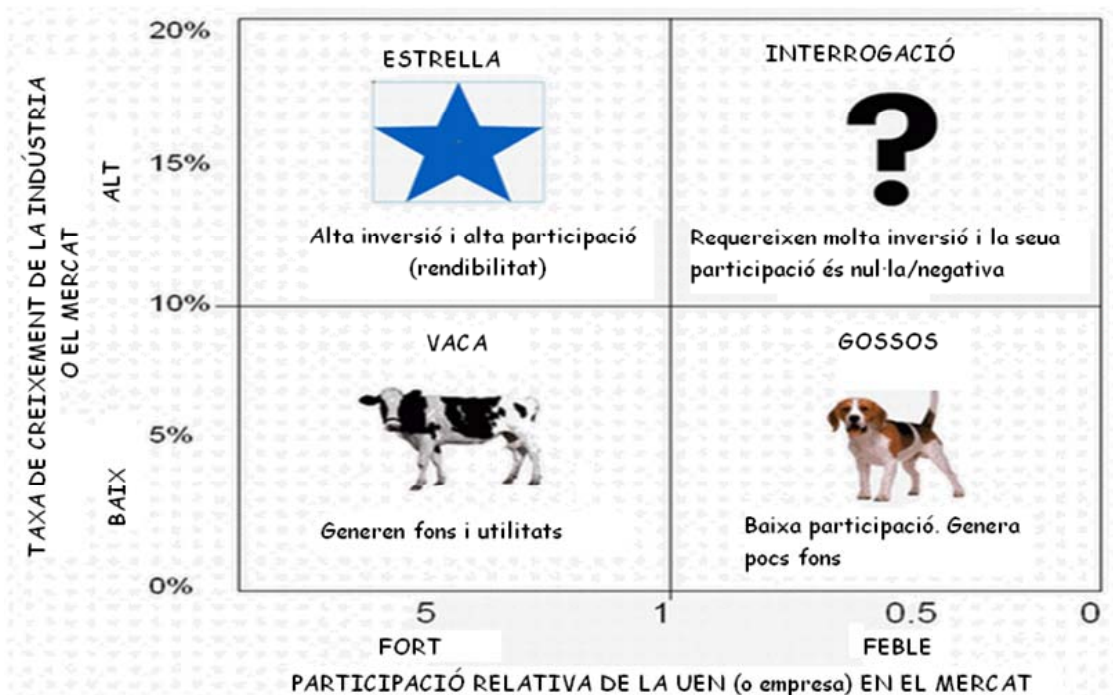 20%
ESTRELLA
INTERROGACIÓ
TAXA DE CREIXEMENT DE LA INDÚSTRIA
O EL MERCAT
ALT
15%
Alta inversió i alta participació
(rendibilitat)
Requereixen molta inversió i la seua
participació és nul·la/negativa
10%
VACA
GOSSOS
5%
BAIX
Generen fons i utilitats
Baixa participació. Genera
pocs fons
0%
5
1
0.5
0
FORT
FEBLE
PARTICIPACIÓ RELATIVA DE LA UEN (o empresa) EN EL MERCAT